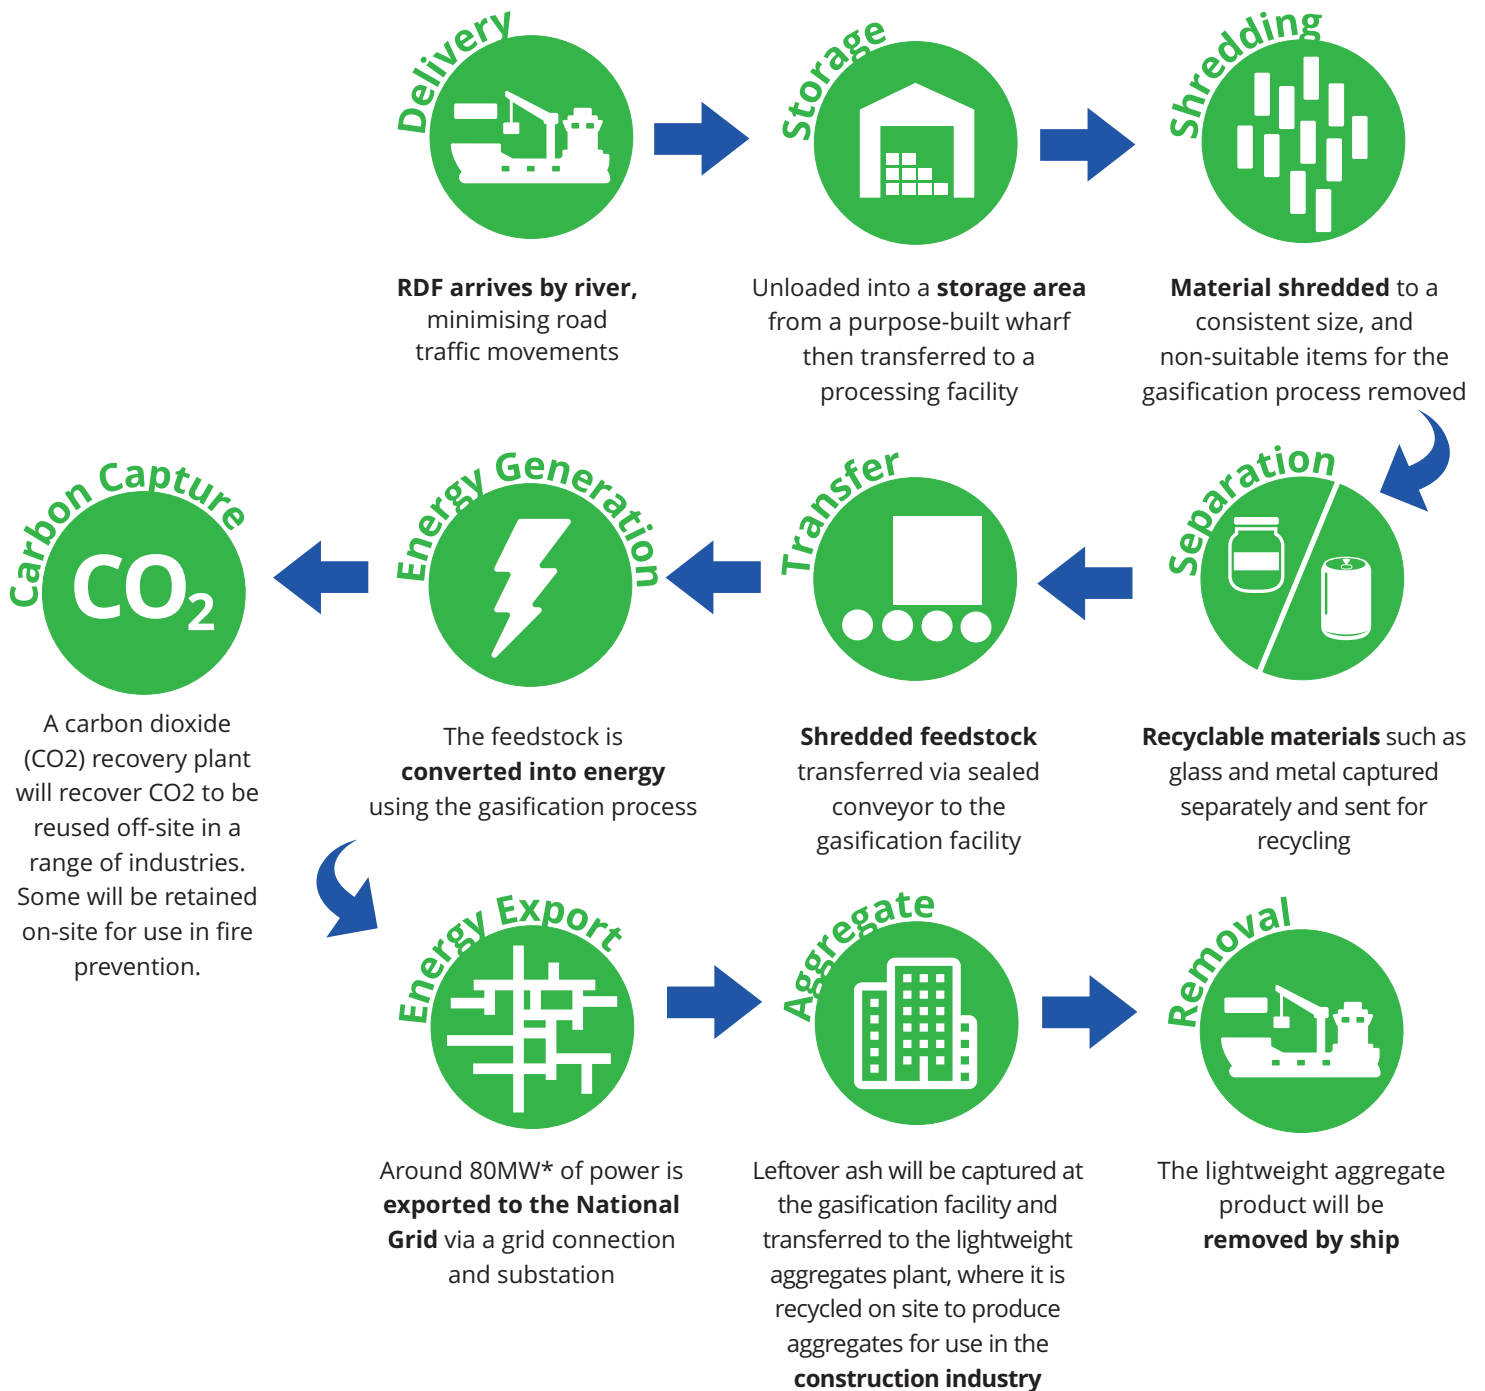 Delivery
RDF arrives by river,
minimising road
traffic movements
Storage
Unloaded into a storage area
from a purpose-built wharf
then transferred to a
processing facility
Shredding
Material shredded to a
consistent size, and
non-suitable items for the
gasification process removed
Separation
Recyclable materials such as
glass and metal captured
separately and sent for
recycling
Transfer
Shredded feedstock
transferred via sealed
conveyor to the
gasification facility
Energy Generation
The feedstock is
converted into energy
using the gasification process
Carbon Capture
CO2
A carbon dioxide
(CO2) recovery plant
will recover CO2 to be
reused off-site in a
range of industries.
Some will be retained
on-site for use in fire
prevention.
Energy Export
Around 80MW* of power is
exported to the National
Grid via a grid connection
and substation
Aggregate
Leftover ash will be captured at
the gasification facility and
transferred to the lightweight
aggregates plant, where it is
recycled on site to produce
aggregates for use in the
construction industry
Removal
The lightweight aggregate
product will be
removed by ship